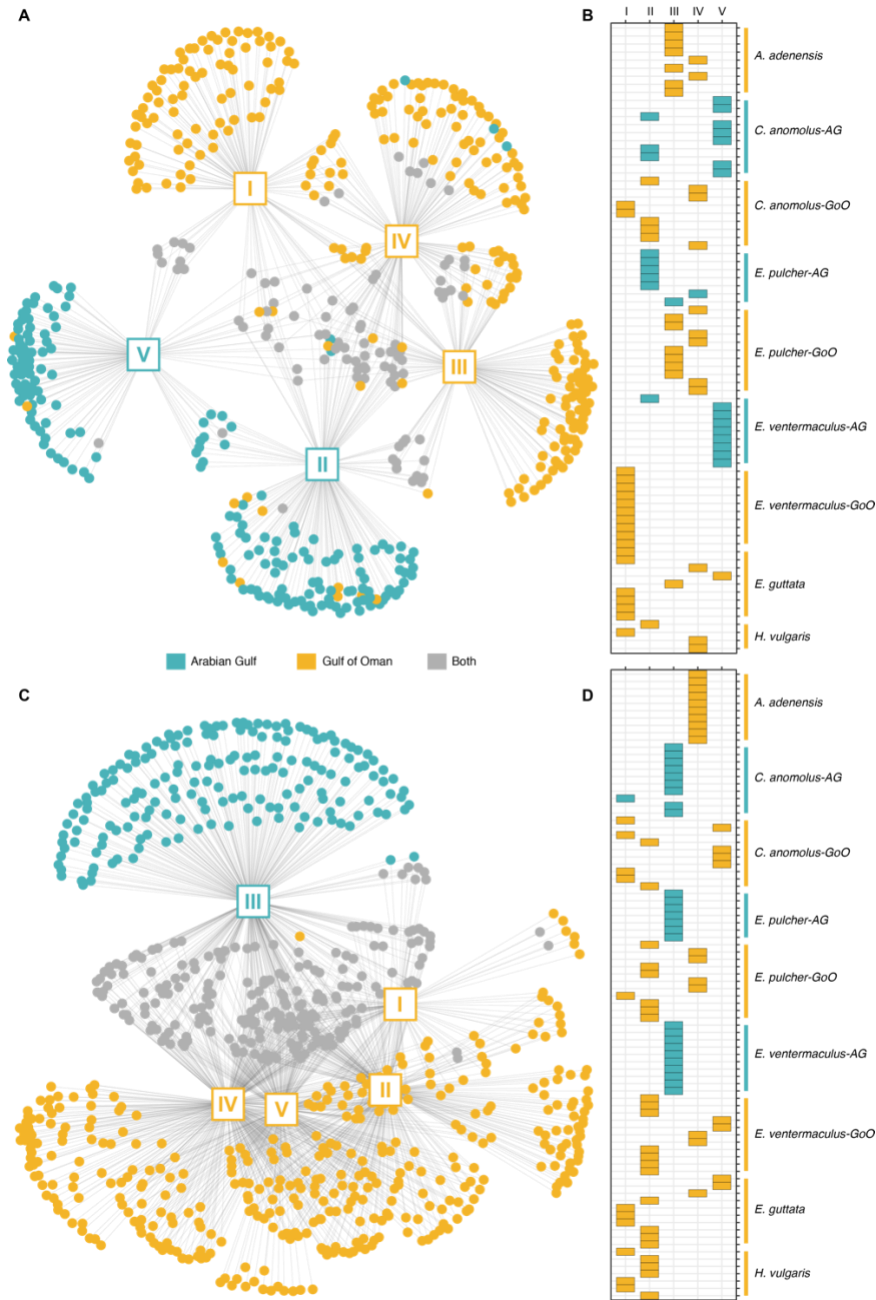 A
B
I II III IV V
I
IV
V
III
II
A. adenensis
C. anomolus-AG
C. anomolus-GoO
E. pulcher-AG
E. pulcher-GoO
E. ventermaculus-AG
E. ventermaculus-GoO
E. guttata
H. vulgaris
Arabian Gulf Gulf of Oman Both
C
D
III
I
II
IV
V
A. adenensis
C. anomolus-AG
C. anomolus-GoO
E. pulcher-AG
E. pulcher-GoO
E. ventermaculus-AG
E. ventermaculus-GoO
E. guttata
H. vulgaris